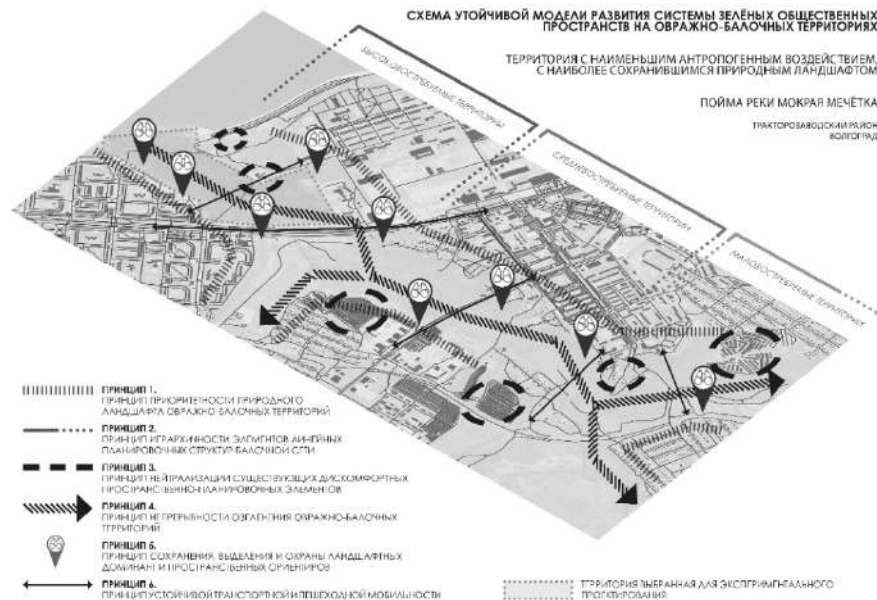 СХЕМА УТОЙЧИВОЙ МОДЕЛИ РАЗВИТИЯ СИСТЕМЫ ЗЕЛЁНЫХ ОБЩЕСТВЕННЫХ
ПРОСТРАНСТВ НА ОВРАЖНО-БАЛОЧНЫХ ТЕРРИТОРИЯХ
ТЕРРИТОРИЯ С НАИМЕНЬШИМ АНТРОПОГЕННЫМ ВОЗДЕЙСТВИЕМ,
С НАИБОЛЕЕ СОХРАНИВШИМСЯ ПРИРОДНЫМ ЛАНДШАФТОМ
ПОЙМА РЕКИ МОКРАЯ МЕЧЁТКА
ТРАКТОРОЗАВОДСКИЙ РАЙОН
ВОЛГОГРАД
ВЫСОКОВОСТРЕБУЕМЫЕ ТЕРРИТОРИИ
СРЕДНЕВОСТРЕБУЕМЫЕ ТЕРРИТОРИИ
МАЛОВОСТРЕБУЕМЫЕ ТЕРРИТОРИИ
ПРИНЦИП 1.
ПРИНЦИП ПРИОРИТЕТНОСТИ ПРИРОДНОГО
ЛАНДШАФТА ОВРАЖНО-БАЛОЧНЫХ ТЕРРИТОРИЙ
ПРИНЦИП 2.
ПРИНЦИП ИЕРАРХИЧНОСТИ ЭЛЕМЕНТОВ ЛИНЕЙНЫХ
ПЛАНИРОВОЧНЫХ СТРУКТУР БАЛОЧНОЙ СЕТИ
ПРИНЦИП 3.
ПРИНЦИП НЕЙТРАЛИЗАЦИИ СУЩЕСТВУЮЩИХ ДИСКОМФОРТНЫХ
ПРОСТРАНСТВЕННО-ПЛАНИРОВОЧНЫХ ЭЛЕМЕНТОВ
ПРИНЦИП 4.
ПРИНЦИП НЕПРЕРЫВНОСТИ ОЗЕЛЕНЕНИЯ ОВРАЖНО-БАЛОЧНЫХ
ТЕРРИТОРИЙ
ПРИНЦИП 5.
ПРИНЦИП СОХРАНЕНИЯ, ВЫДЕЛЕНИЯ И ОХРАНЫ ЛАНДШАФТНЫХ
ДОМИНАНТ И ПРОСТРАНСТВЕННЫХ ОРИЕНТИРОВ
ПРИНЦИП 6.
ПРИНЦИП УСТОЙЧИВОЙ ТРАНСПОРТНОЙ И ПЕШЕХОДНОЙ МОБИЛЬНОСТИ
ТЕРРИТОРИЯ ВЫБРАННАЯ ДЛЯ ЭКСПЕРИМЕНТАЛЬНОГО
ПРОЕКТИРОВАНИЯ